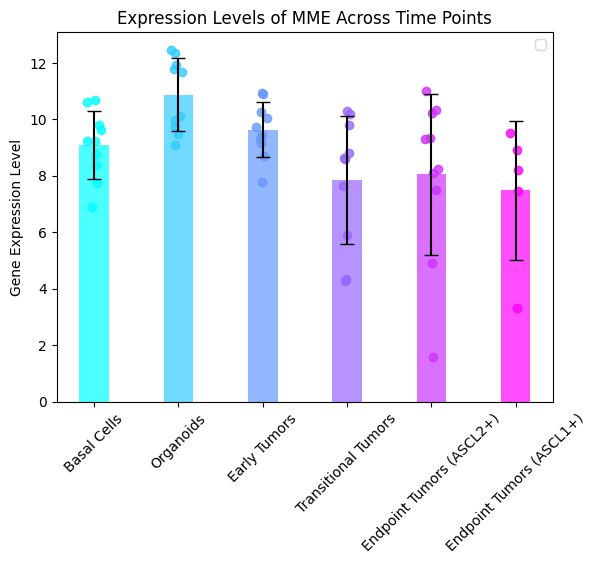 Expression Levels of MME Across Time Points
Gene Expression Level
12
10
8
6
4
2
0
Basal Cells
Organoids
Early Tumors
Transitional Tumors
Endpoint Tumors (ASCL2+)
Endpoint Tumors (ASCL1+)